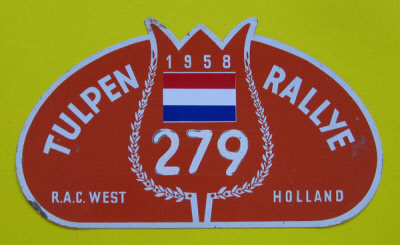 1958
TULPEN RALLYE
279
R.A.C. WEST HOLLAND